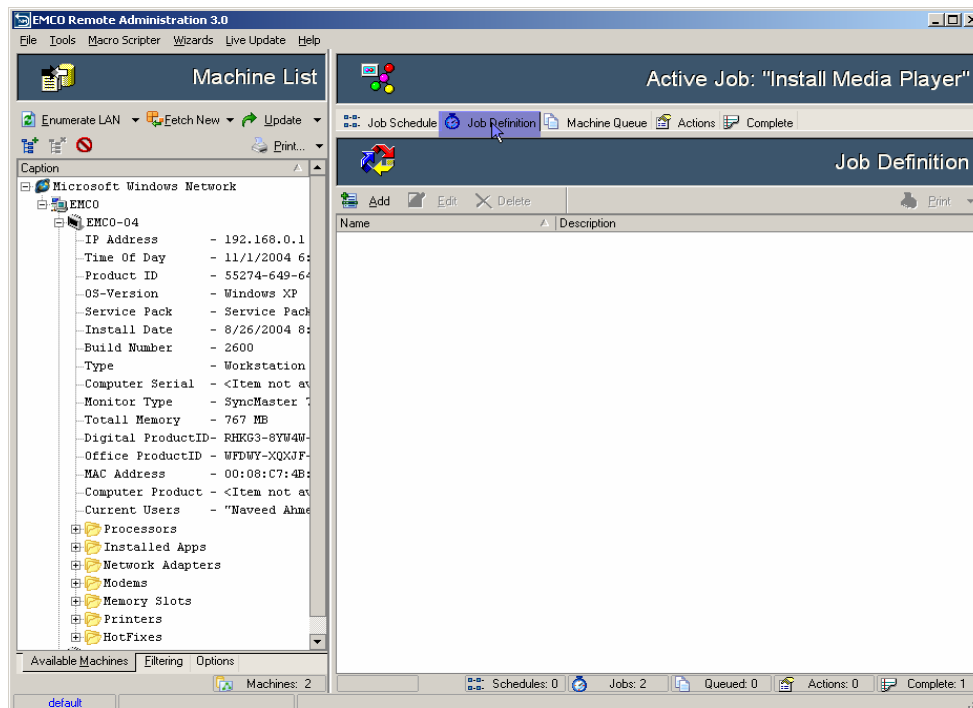 EMCO Remote Administration 3.0
File Tools Macro Scripter Wizards Live Update Help
Machine List
Active Job: "Install Media Player"
Enumerate LAN Fetch New Update
Job Schedule Job Definition Machine Queue Actions Complete
Print...
Job Definition
Caption
Add Edit Delete Print
Name Description
Microsoft Windows Network
EMCO
EMCO-04
IP Address - 192.168.0.1
Time Of Day - 11/1/2004 6:
Product ID - 55274-649-64
OS-Version - Windows XP
Service Pack - Service Pack
Install Date - 8/26/2004 8:
Build Number - 2600
Type - Workstation
Computer Serial - <Item not av
Monitor Type - SyncMaster 7
Totall Memory - 767 MB
Digital ProductID- RHKG3-8YW4W-
Office ProductID - WFDWY-XQXJF-
MAC Address - 00:08:C7:4B:
Computer Product - <Item not av
Current Users - "Naveed Ahme
Processors
Installed Apps
Network Adapters
Modems
Memory Slots
Printers
HotFixes
Available Machines Filtering Options
Machines: 2
Schedules: 0 Jobs: 2 Queued: 0 Actions: 0 Complete: 1
default